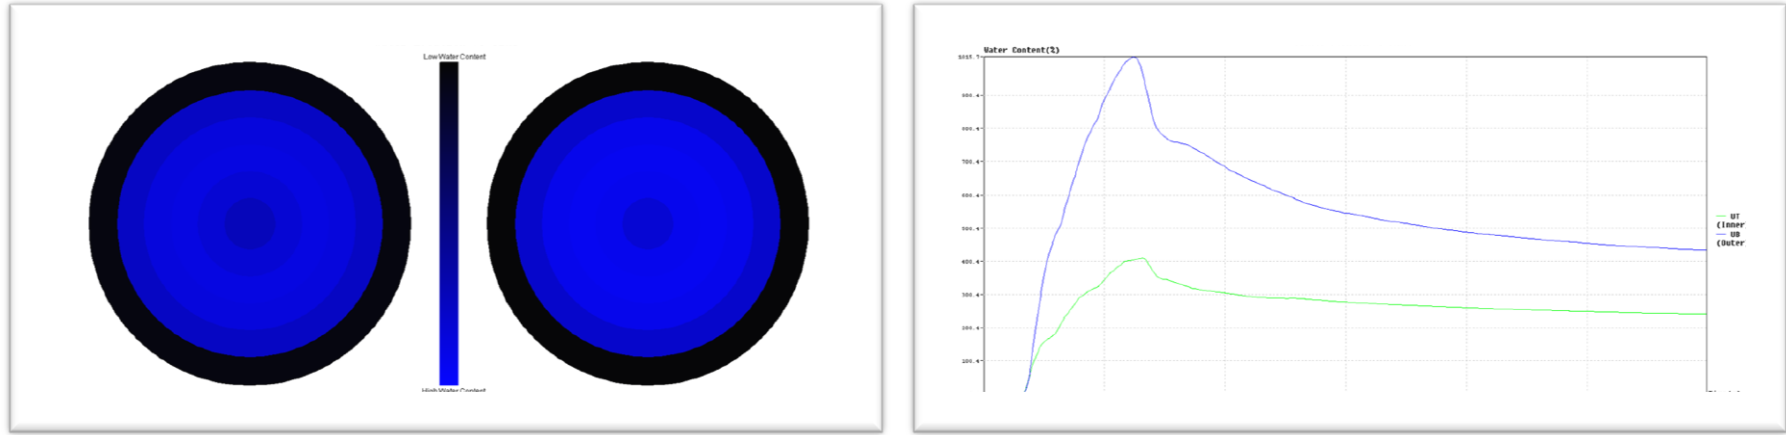 Low Water Content
High Water Content
Water Content(%)
900.4
800.4
700.4
600.4
500.4
400.4
300.4
200.4
100.4
UT
(Inner
UB
(Outer